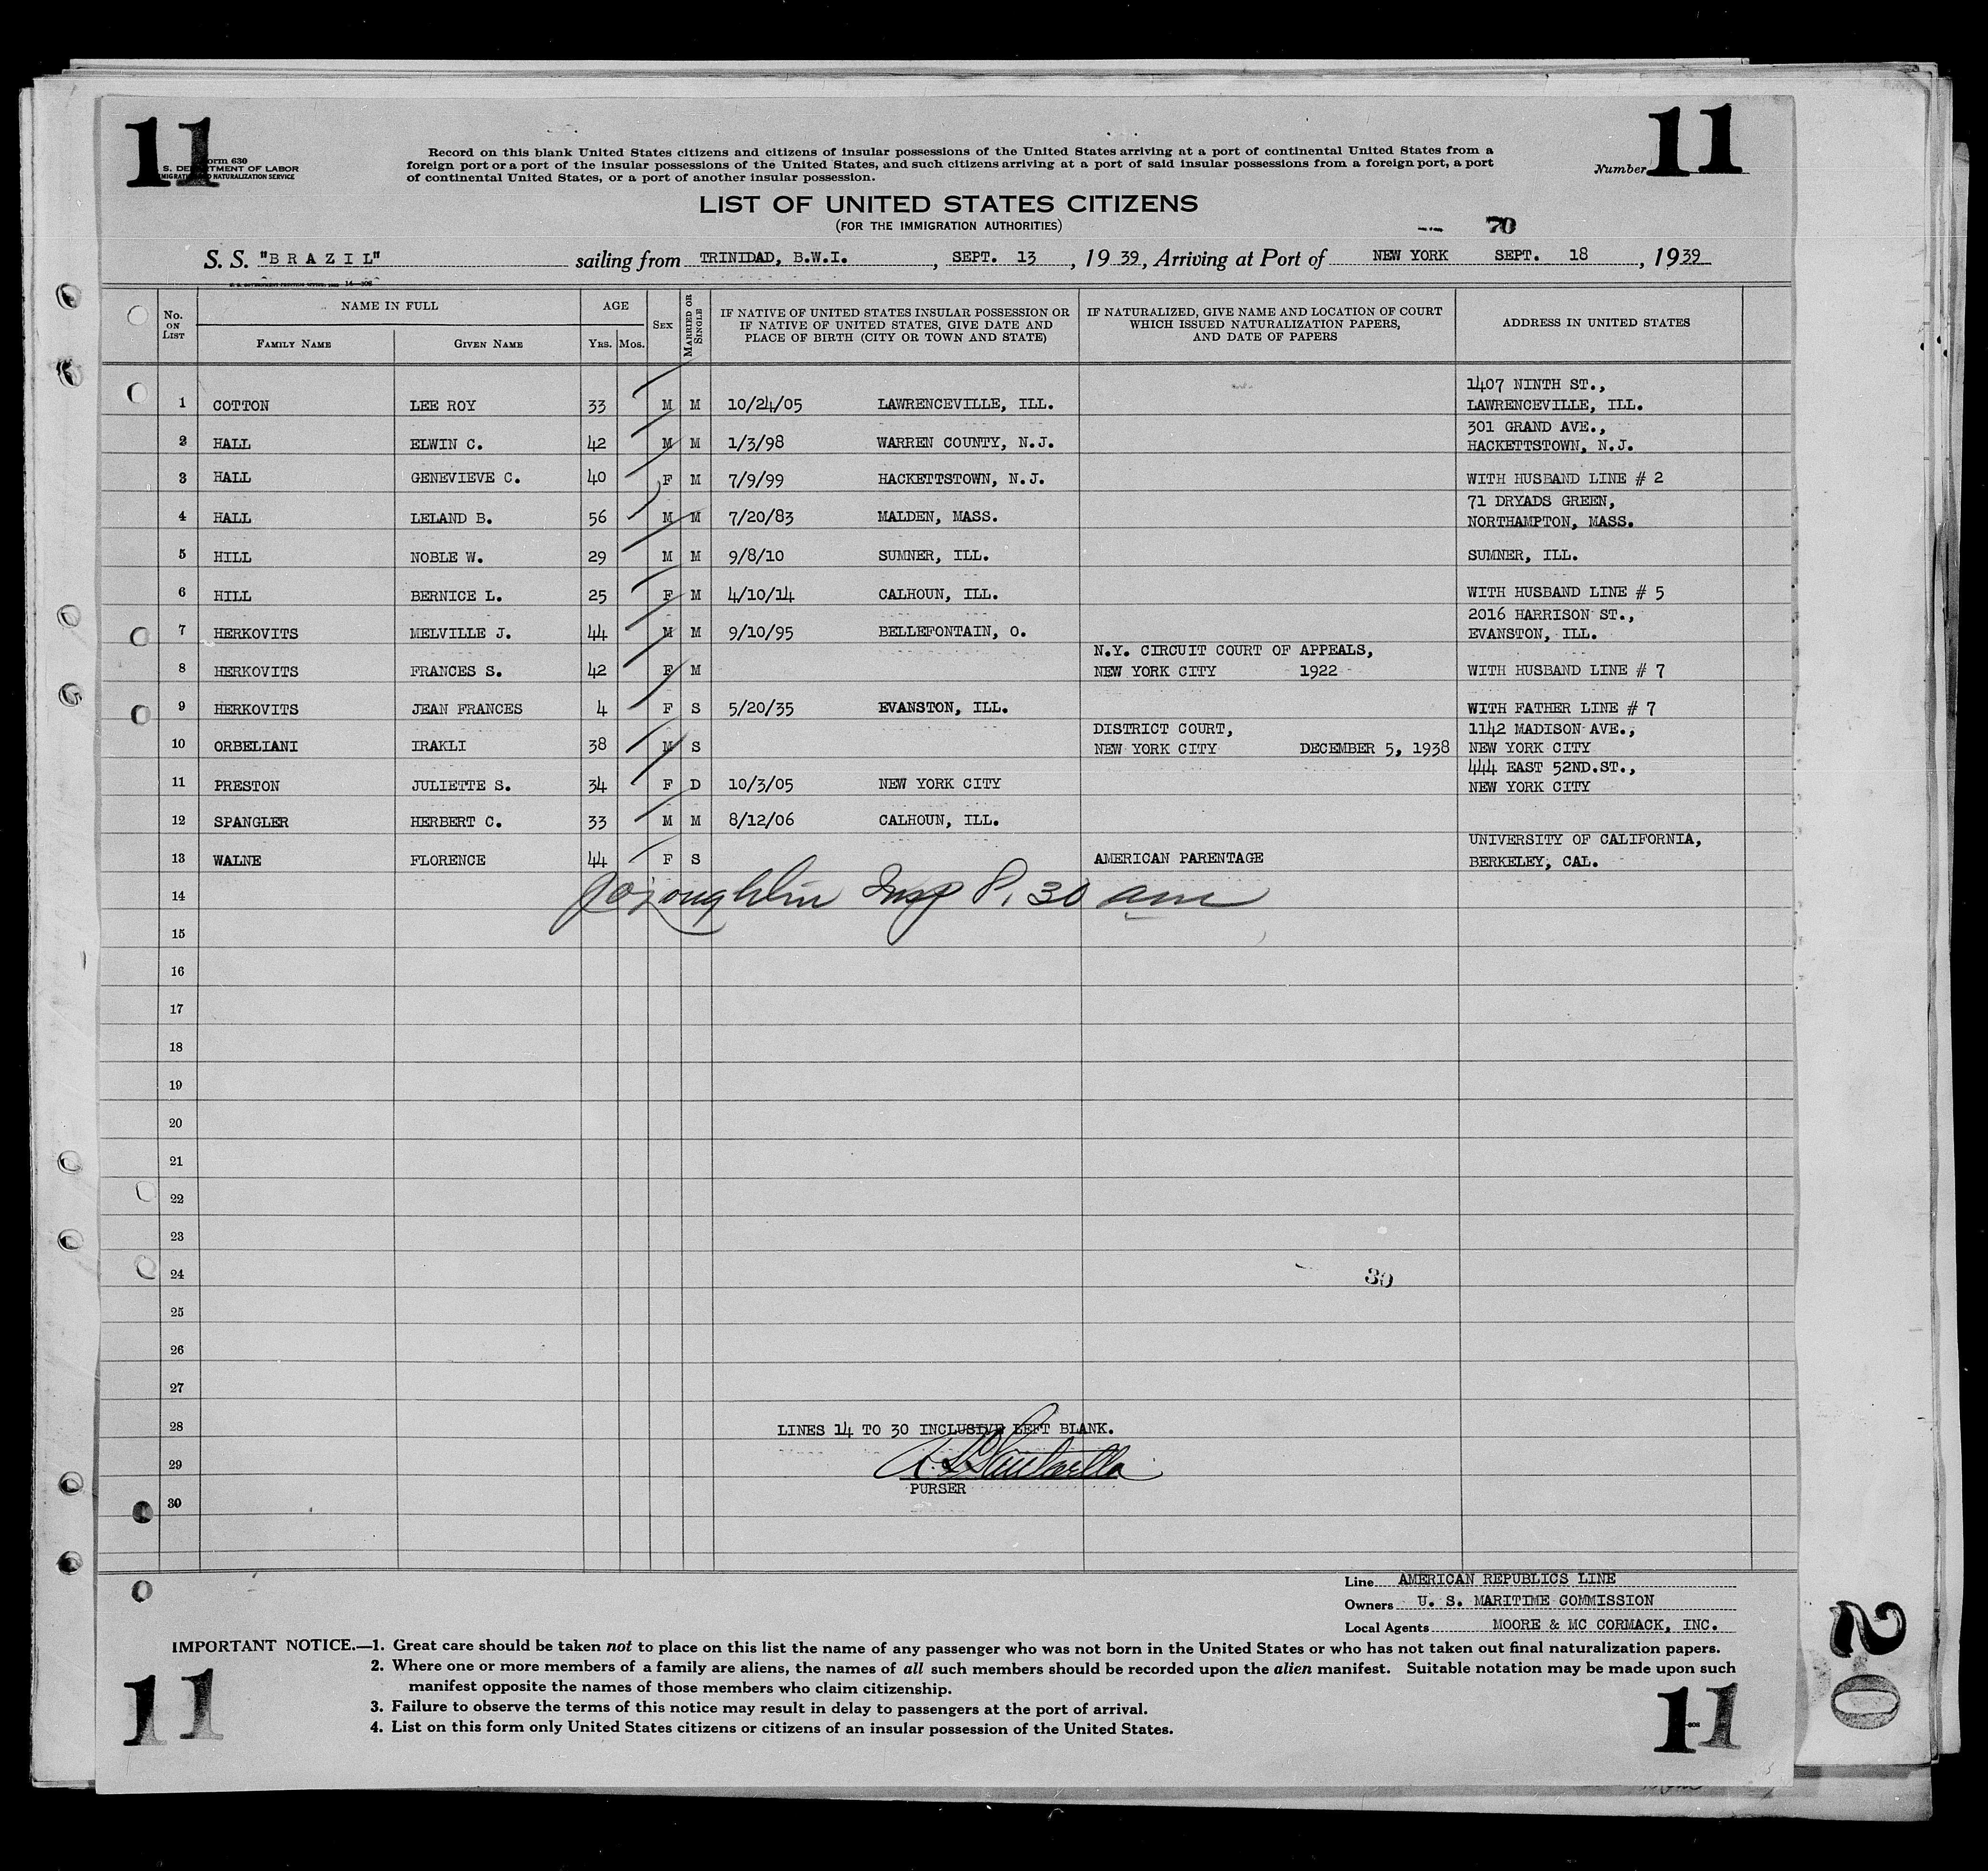 11 11
Form 630
U. S. DEPARTMENT OF LABOR
IMMIGRATION AND NATURALIZATION SERVICE
Record on this blank United States citizens and citizens of insular possessions of the United States arriving at a port of continental United States from a
foreign port or a port of the insular possessions of the United States, and such citizens arriving at a port of said insular possessions from a foreign port, a port
of continental United States, or a port of another insular possession.
Number
LIST OF UNITED STATES CITIZENS
(FOR THE IMMIGRATION AUTHORITIES)
70
S. S. "B R A Z I L" sailing from TRINIDAD, B.W.I. , SEPT. 13 , 19 39, Arriving at Port of NEW YORK SEPT. 18 , 19 39
No. ON LIST NAME IN FULL AGE SEX MARRIED OR SINGLE IF NATIVE OF UNITED STATES INSULAR POSSESSION OR IF NATIVE OF UNITED STATES, GIVE DATE AND PLACE OF BIRTH (CITY OR TOWN AND STATE) IF NATURALIZED, GIVE NAME AND LOCATION OF COURT WHICH ISSUED NATURALIZATION PAPERS, AND DATE OF PAPERS ADDRESS IN UNITED STATES
FAMILY NAME GIVEN NAME YRS. MOS.
1407 NINTH ST.,
1 COTTON LEE ROY 33 M M 10/24/05 LAWRENCEVILLE, ILL. LAWRENCEVILLE, ILL.
301 GRAND AVE.,
2 HALL ELWIN C. 42 M M 1/3/98 WARREN COUNTY, N.J. HACKETTSTOWN, N.J.
3 HALL GENEVIEVE C. 40 F M 7/9/99 HACKETTSTOWN, N.J. WITH HUSBAND LINE # 2
71 DRYADS GREEN,
4 HALL LELAND B. 56 M M 7/20/83 MALDEN, MASS. NORTHAMPTON, MASS.
5 HILL NOBLE W. 29 M M 9/8/10 SUMNER, ILL. SUMNER, ILL.
6 HILL BERNICE L. 25 F M 4/10/14 CALHOUN, ILL. WITH HUSBAND LINE # 5
2016 HARRISON ST.,
7 HERKOVITS MELVILLE J. 44 M M 9/10/95 BELLEFONTAIN, O. EVANSTON, ILL.
N.Y. CIRCUIT COURT OF APPEALS,
8 HERKOVITS FRANCES S. 42 F M NEW YORK CITY 1922 WITH HUSBAND LINE # 7
9 HERKOVITS JEAN FRANCES 4 F S 5/20/35 EVANSTON, ILL. WITH FATHER LINE # 7
DISTRICT COURT, 1142 MADISON AVE.,
10 ORBELIANI IRAKLI 38 M S NEW YORK CITY DECEMBER 5, 1938 NEW YORK CITY
444 EAST 52ND.ST.,
11 PRESTON JULIETTE S. 34 F D 10/3/05 NEW YORK CITY NEW YORK CITY
12 SPANGLER HERBERT C. 33 M M 8/12/06 CALHOUN, ILL.
UNIVERSITY OF CALIFORNIA,
13 WALNE FLORENCE 44 F S AMERICAN PARENTAGE BERKELEY, CAL.
14 Insp 8.30 am
15
16
17
18
19
20
21
22
23
24 39
25
26
27
28 LINES 14 TO 30 INCLUSIVE LEFT BLANK.
29
PURSER
30
Line AMERICAN REPUBLICS LINE
Owners U. S. MARITIME COMMISSION
Local Agents MOORE & MC CORMACK, INC.
IMPORTANT NOTICE.—1. Great care should be taken not to place on this list the name of any passenger who was not born in the United States or who has not taken out final naturalization papers.
2. Where one or more members of a family are aliens, the names of all such members should be recorded upon the alien manifest. Suitable notation may be made upon such
manifest opposite the names of those members who claim citizenship.
3. Failure to observe the terms of this notice may result in delay to passengers at the port of arrival.
4. List on this form only United States citizens or citizens of an insular possession of the United States.
11 11
20